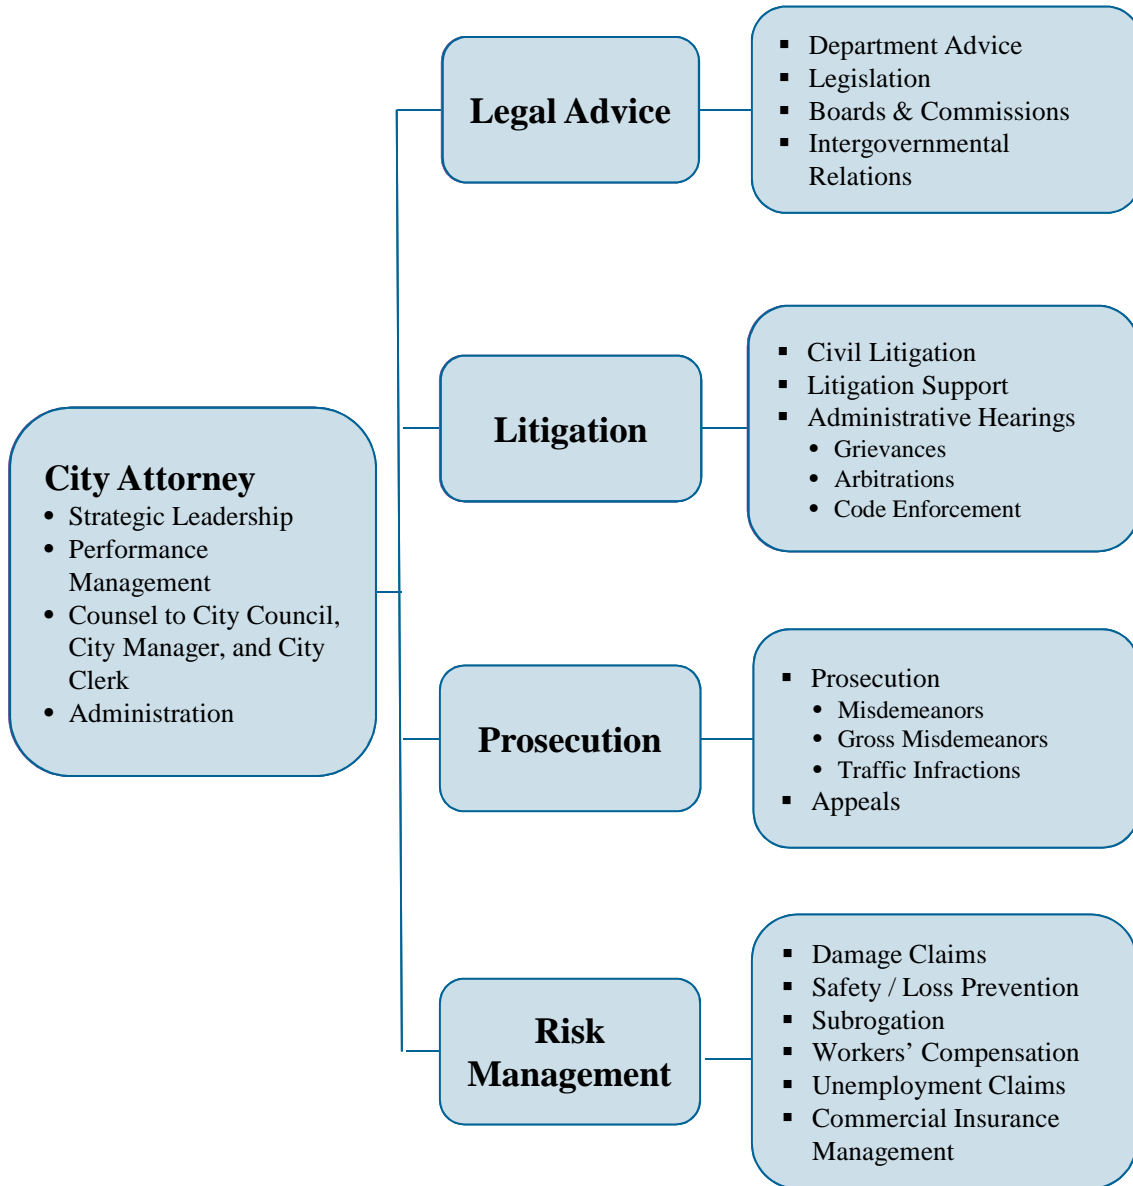 City Attorney
• Strategic Leadership
• Performance
Management
• Counsel to City Council,
City Manager, and City
Clerk
• Administration
Legal Advice
▪ Department Advice
▪ Legislation
▪ Boards & Commissions
▪ Intergovernmental
Relations
Litigation
▪ Civil Litigation
▪ Litigation Support
▪ Administrative Hearings
• Grievances
• Arbitrations
• Code Enforcement
Prosecution
▪ Prosecution
• Misdemeanors
• Gross Misdemeanors
• Traffic Infractions
▪ Appeals
Risk
Management
▪ Damage Claims
▪ Safety / Loss Prevention
▪ Subrogation
▪ Workers’ Compensation
▪ Unemployment Claims
▪ Commercial Insurance
Management